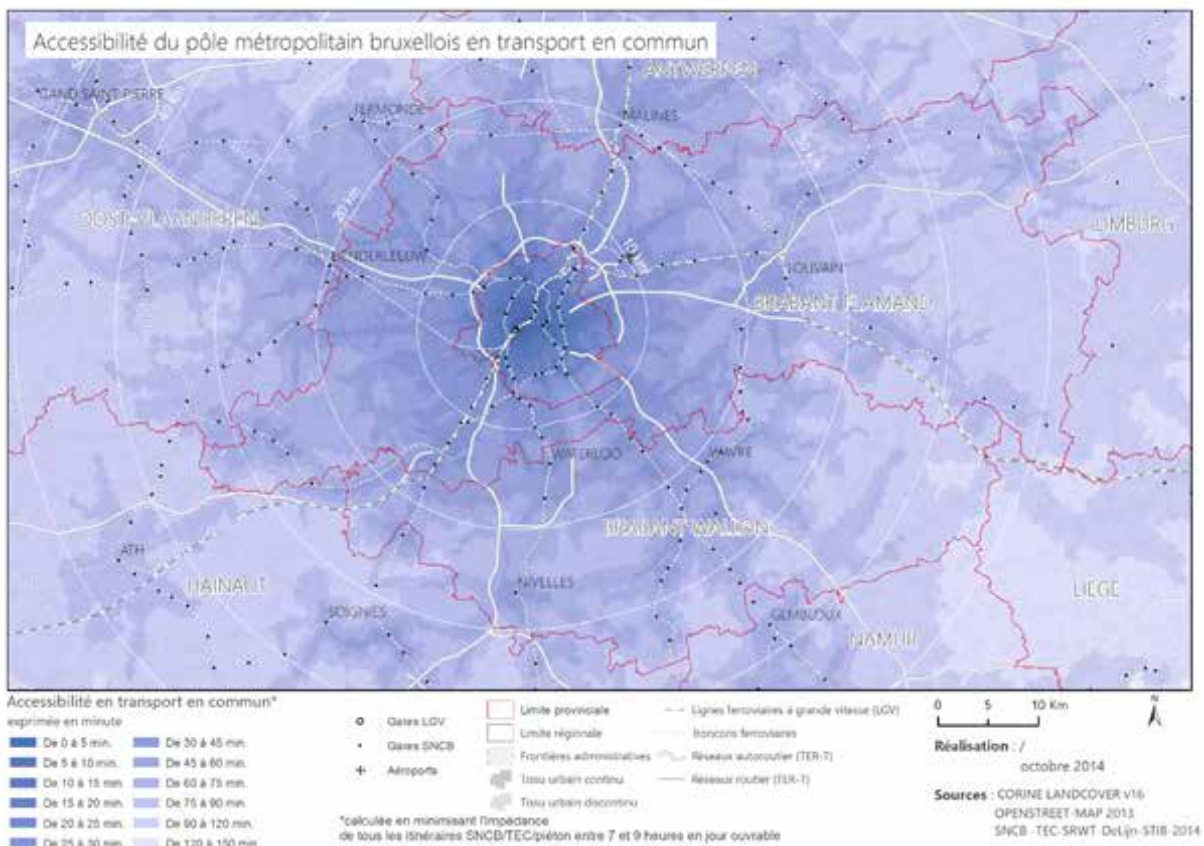 Accessibilité du pôle métropolitain bruxellois en transport en commun
ANTWERPEN
GAND SAINT PIERRE
TERMONDE
MALINES
20 km
OOST-VLAANDEREN
LIMBURG
DENDERLEEUW
10 km
LOUVAIN
BRABANT FLAMAND
WATERLOO
WAVRE
BRABANT WALLON
ATH
HAINAUT
NIVELLES
LIEGE
SOIGNIES
GEMBLOUX
NAMUR
Accessibilité en transport en commun*
exprimée en minute
De 0 à 5 min.
De 5 à 10 min.
De 10 à 15 min.
De 15 à 20 min.
De 20 à 25 min.
De 25 à 30 min.
De 30 à 45 min.
De 45 à 60 min.
De 60 à 75 min.
De 75 à 90 min.
De 90 à 120 min.
De 120 à 150 min.
Gares LGV
Gares SNCB
Aéroports
Limite provinciale
Limite régionale
Frontières administratives
Tissu urbain continu
Tissu urbain discontinu
Lignes ferroviaires à grande vitesse (LGV)
Troncons ferroviaires
Réseaux autoroutier (TER-T)
Réseaux routier (TER-T)
*calculée en minimisant l'impédance
de tous les itinéraires SNCB/TEC/piéton entre 7 et 9 heures en jour ouvrable
N
0 5 10 Km
Réalisation : /
octobre 2014
Sources : CORINE LANDCOVER v16
OPENSTREET-MAP 2013
SNCB -TEC-SRWT-DeLijn-STIB-2014